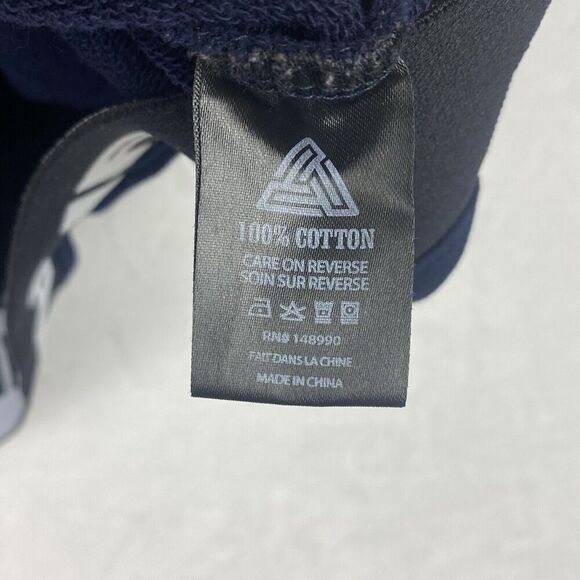 100% COTTON
CARE ON REVERSE
SOIN SUR REVERSE
RN# 148990
FAIT DANS LA CHINE
MADE IN CHINA